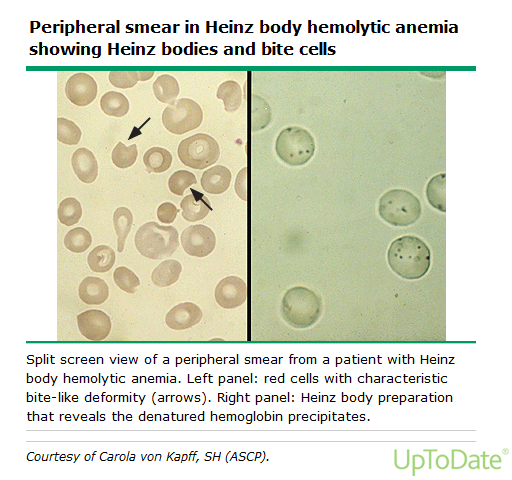 Peripheral smear in Heinz body hemolytic anemia
showing Heinz bodies and bite cells
Split screen view of a peripheral smear from a patient with Heinz
body hemolytic anemia. Left panel: red cells with characteristic
bite-like deformity (arrows). Right panel: Heinz body preparation
that reveals the denatured hemoglobin precipitates.
Courtesy of Carola von Kapff, SH (ASCP).
UpToDate®